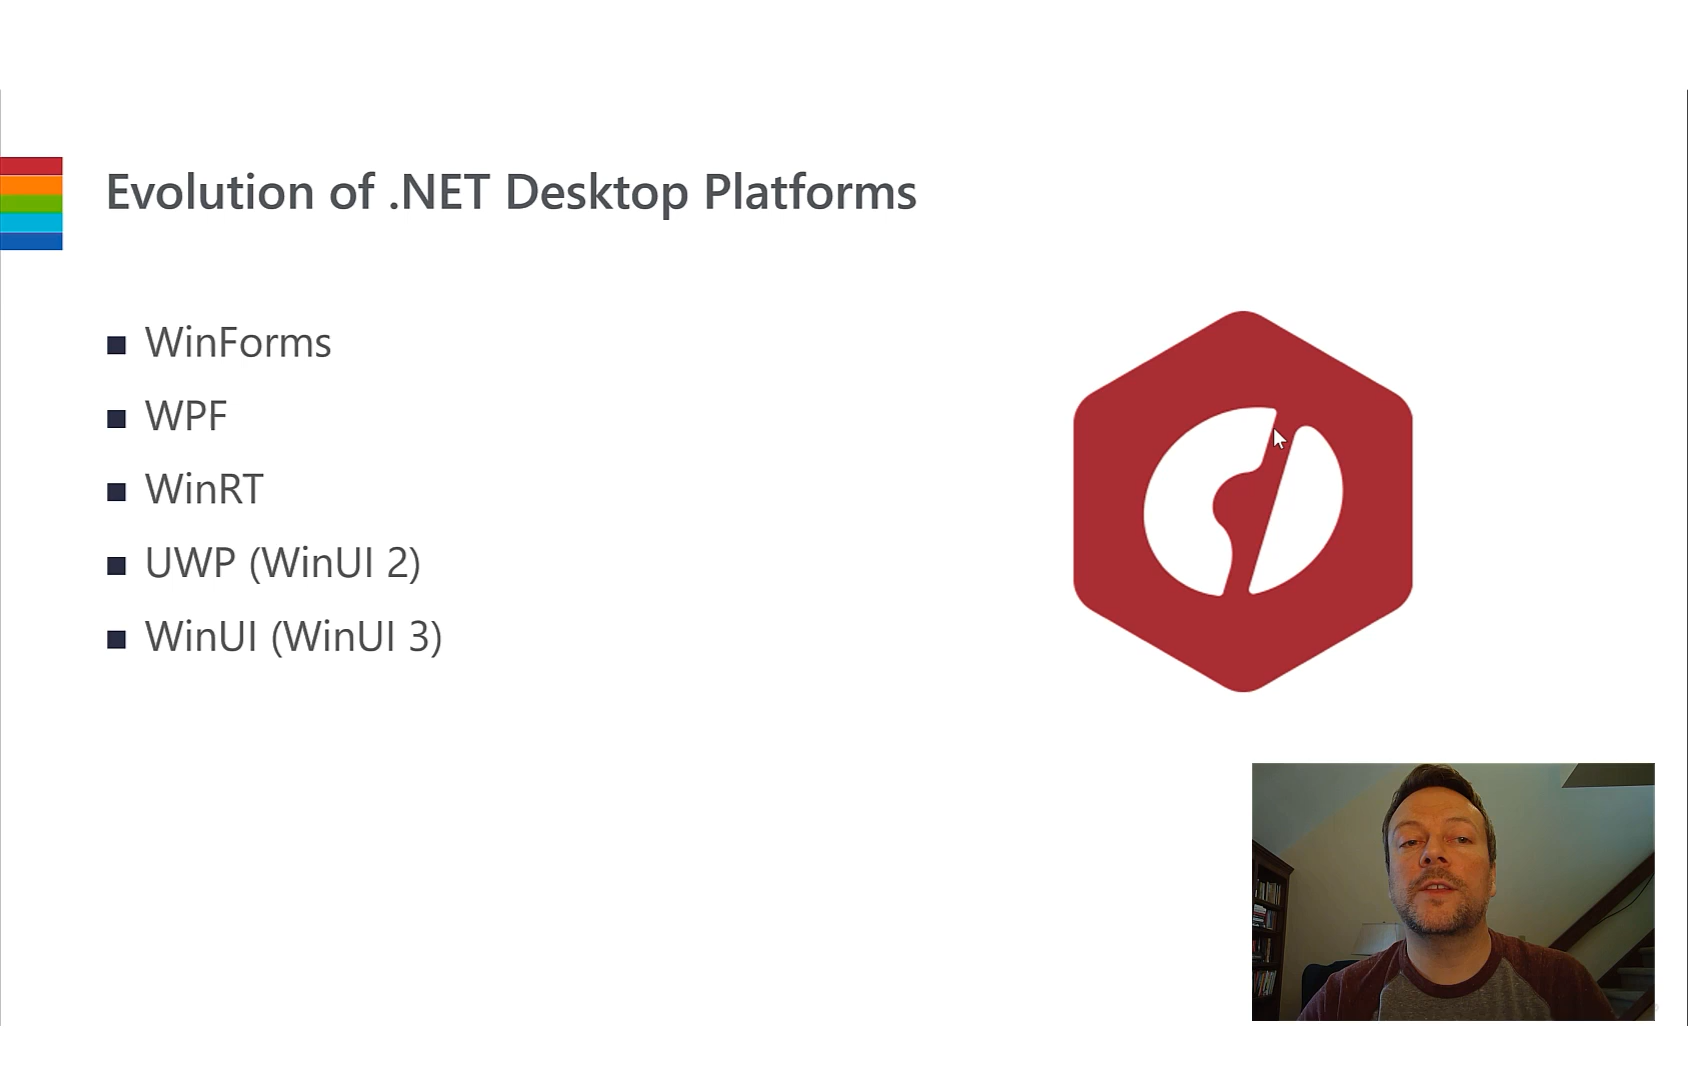 Evolution of .NET Desktop Platforms
WinForms
WPF
WinRT
UWP (WinUI 2)
WinUI (WinUI 3)